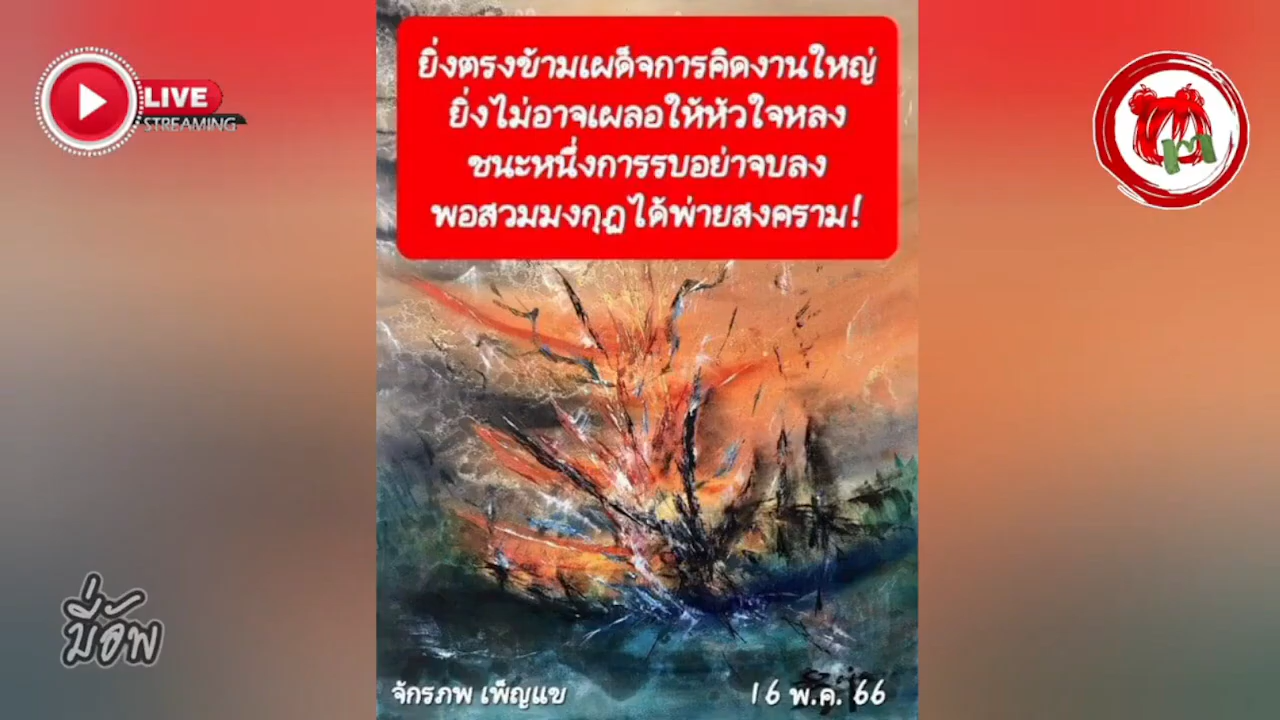 LIVE
STREAMING
ยิ่งตรงข้ามเผด็จการคิดงานใหญ่
ยิ่งไม่อาจเผลอให้หัวใจหลง
ชนะหนึ่งการรบอย่าจบลง
พอสวมมงกุฎได้พ่ายสงคราม!
จักรภพ เพ็ญแข
16 พ.ค. 66